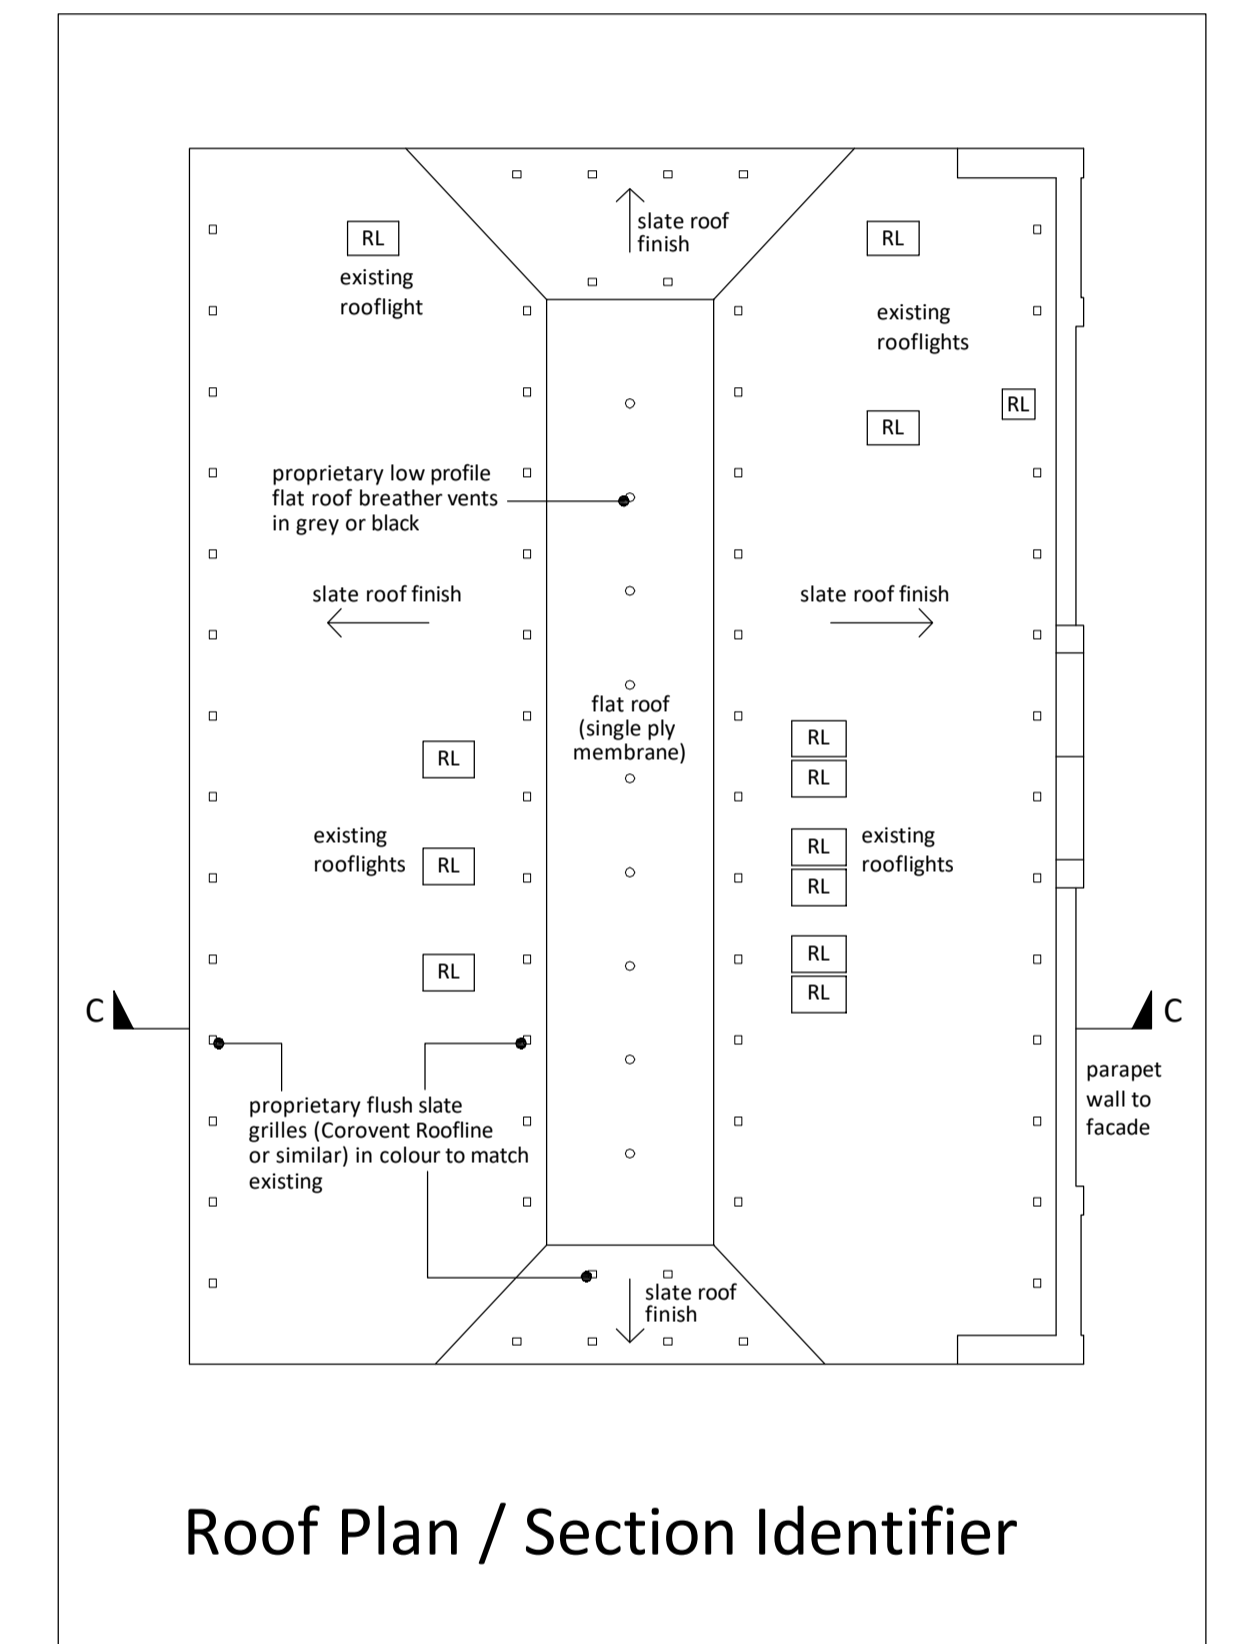 slate roof
finish
RL
existing
rooflight
RL
existing
rooflights
RL
RL
proprietary low profile
flat roof breather vents
in grey or black
slate roof finish
slate roof finish
flat roof
(single ply
membrane)
RL
existing
rooflights
RL
RL
RL
RL
RL
RL
existing
rooflights
RL
RL
C
C
proprietary flush slate
grilles (Corovent Roofline
or similar) in colour to match
existing
parapet
wall to
facade
slate roof
finish
Roof Plan / Section Identifier